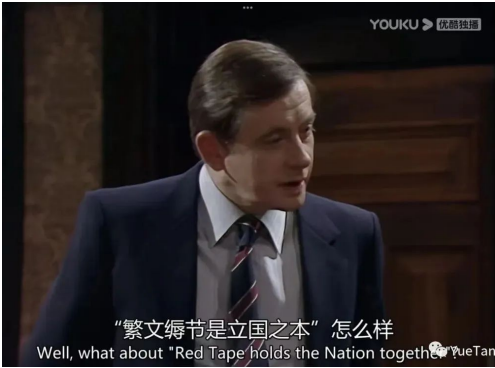 YOUKU 优酷独播
“繁文缛节是立国之本”怎么样
Well, what about "Red Tape holds the Nation together"?
YueTan